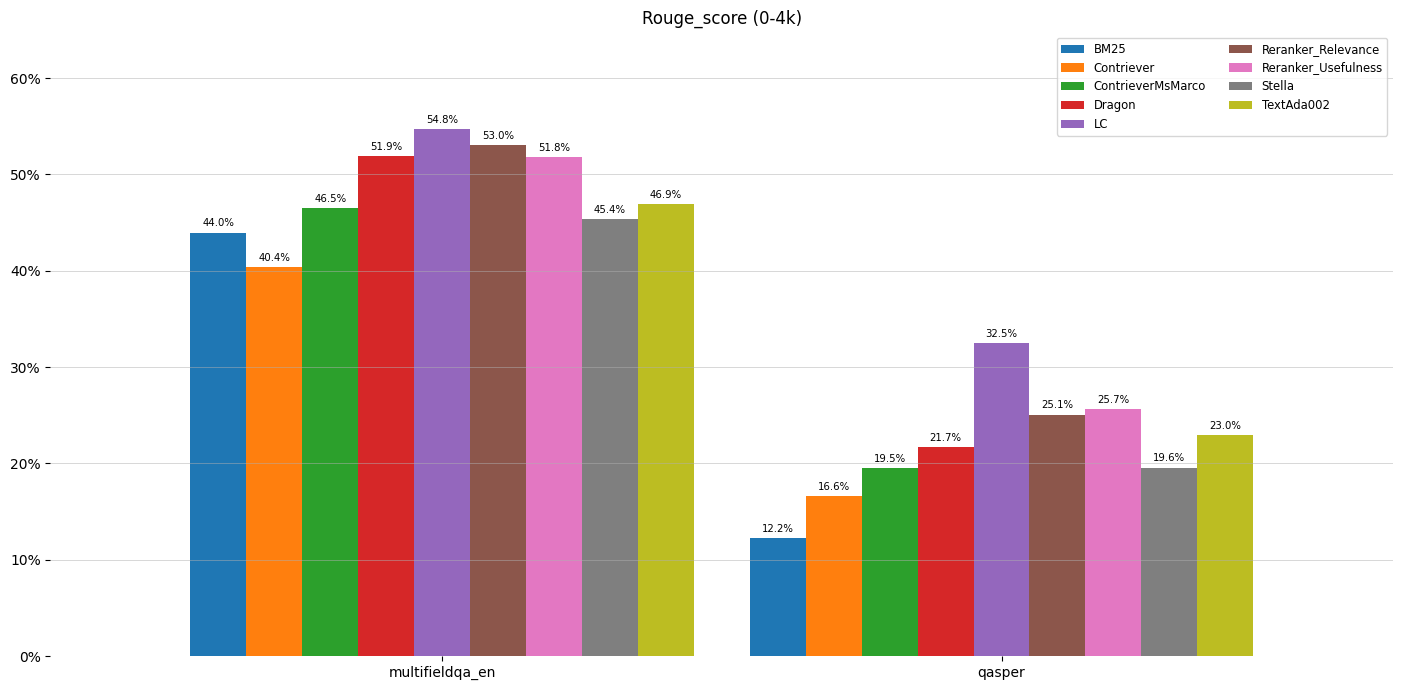 Rouge_score (0-4k)
BM25
Contriever
ContrieverMsMarco
Dragon
LC
Reranker_Relevance
Reranker_Usefulness
Stella
TextAda002
60%
50%
40%
30%
20%
10%
0%
44.0%
40.4%
46.5%
51.9%
54.8%
53.0%
51.8%
45.4%
46.9%
12.2%
16.6%
19.5%
21.7%
32.5%
25.1%
25.7%
19.6%
23.0%
multifieldqa_en
qasper